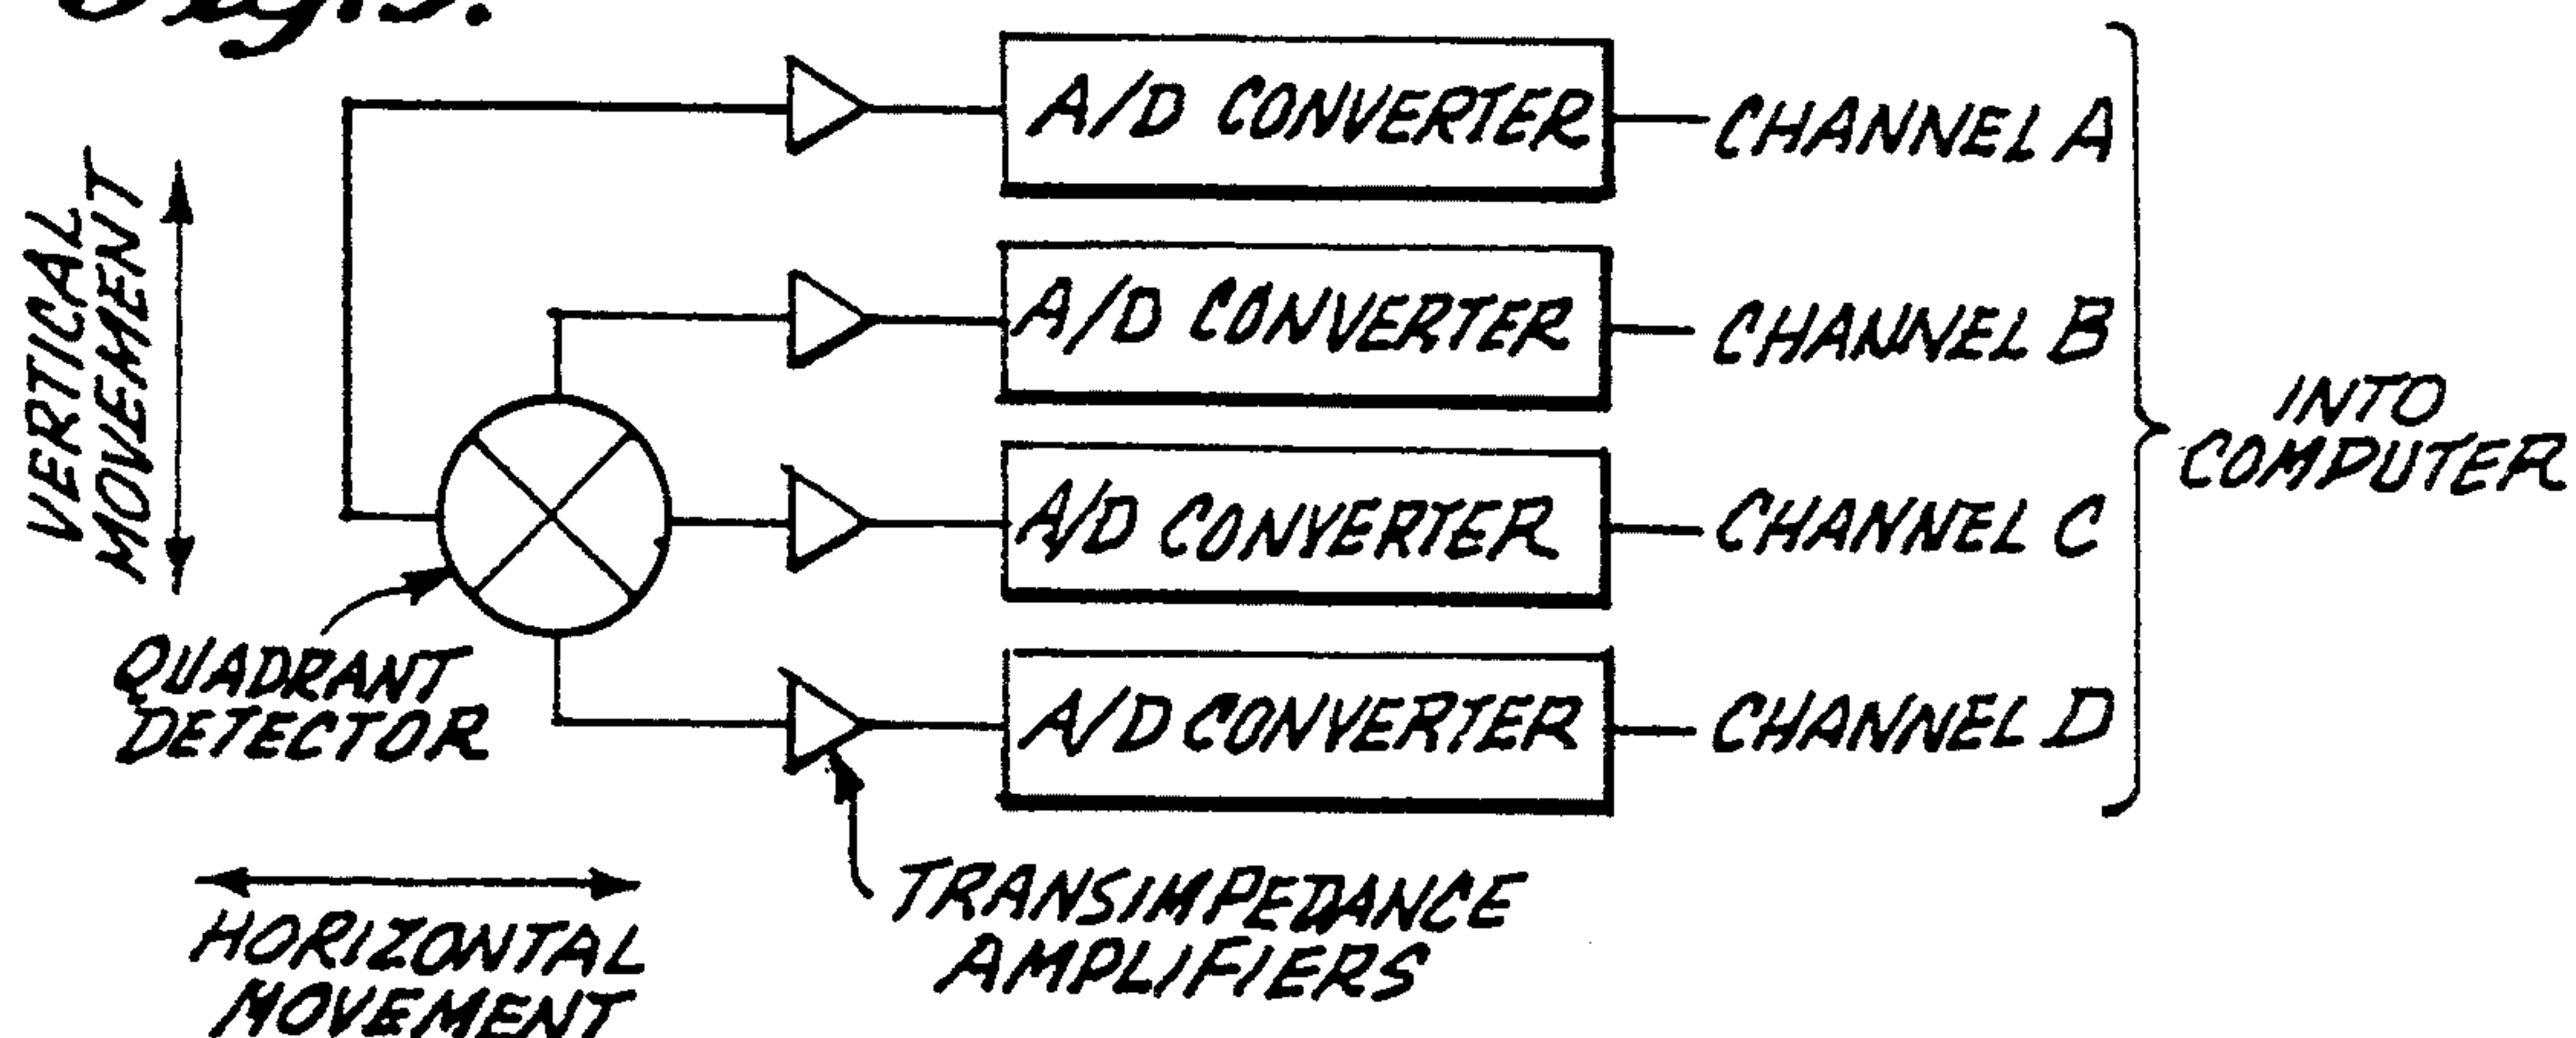 A/D CONVERTER
CHANNEL A
A/D CONVERTER
CHANNEL B
A/D CONVERTER
CHANNEL C
A/D CONVERTER
CHANNEL D
INTO
COMPUTER
VERTICAL
MOVEMENT
QUADRANT
DETECTOR
HORIZONTAL
MOVEMENT
TRANSIMPEDANCE
AMPLIFIERS